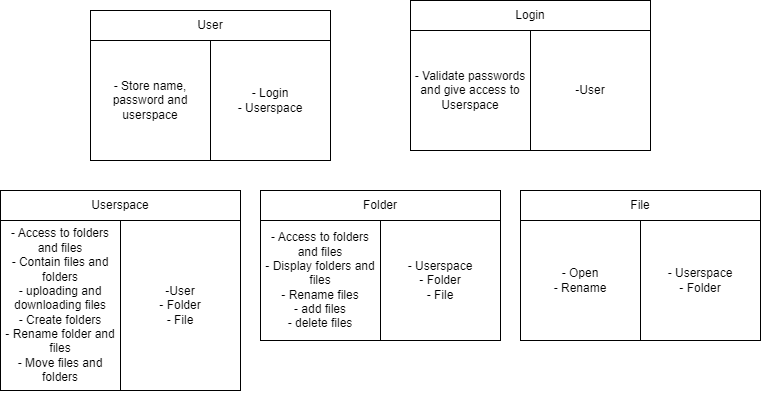 User
- Store name,
password and
userspace
- Login
- Userspace
Login
- Validate passwords
and give access to
Userspace
-User
Userspace
- Access to folders
and files
- Contain files and
folders
- uploading and
downloading files
- Create folders
- Rename folder and
files
- Move files and
folders
-User
- Folder
- File
Folder
- Access to folders
and files
- Display folders and
files
- Rename files
- add files
- delete files
- Userspace
- Folder
- File
File
- Open
- Rename
- Userspace
- Folder